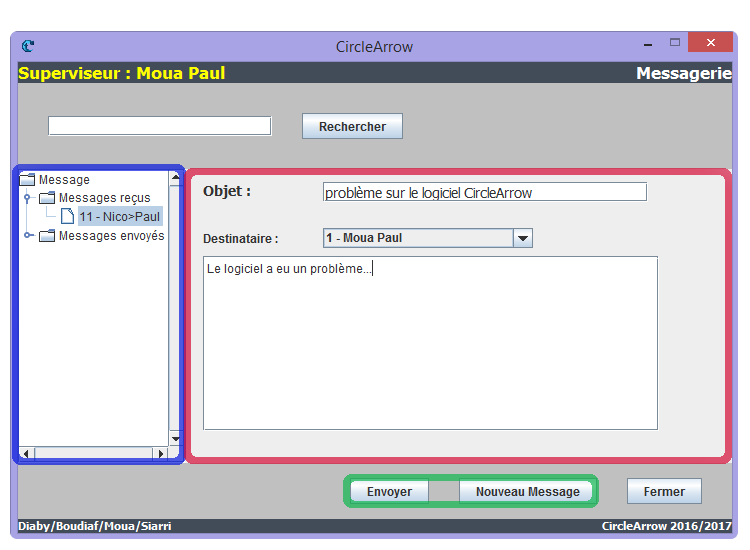 CircleArrow
Superviseur : Moua Paul Messagerie
Rechercher
Message
Messages reçus
11 - Nico>Paul
Messages envoyés
Objet : problème sur le logiciel CircleArrow
Destinataire : 1 - Moua Paul
Le logiciel a eu un problème...
Envoyer Nouveau Message Fermer
Diaby/Boudiaf/Moua/Siarri CircleArrow 2016/2017